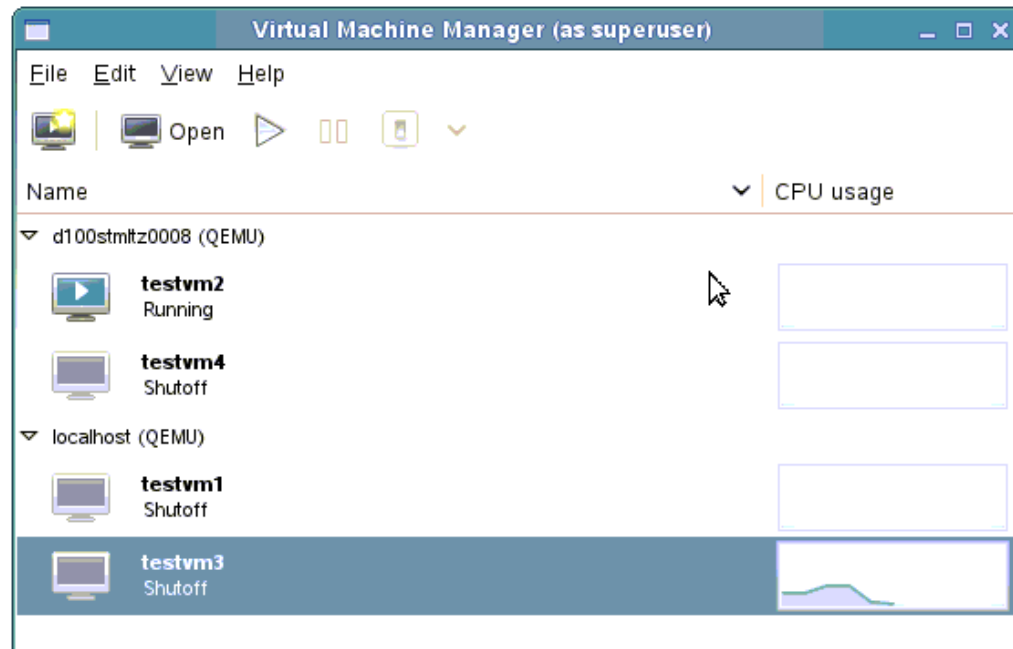 Virtual Machine Manager (as superuser)
File Edit View Help
Open
Name CPU usage
d100stmltz0008 (QEMU)
testvm2
Running
testvm4
Shutoff
localhost (QEMU)
testvm1
Shutoff
testvm3
Shutoff